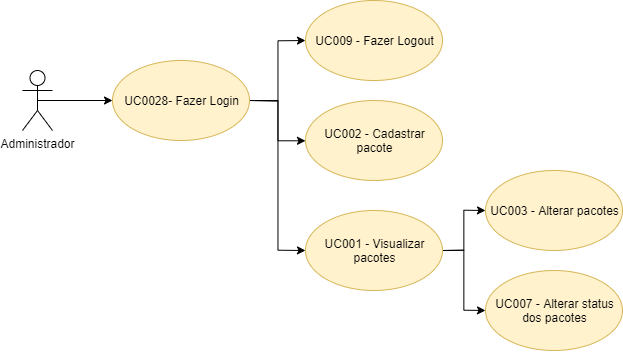 UC009 - Fazer Logout
UC0028- Fazer Login
Administrador
UC002 - Cadastrar
pacote
UC001 - Visualizar
pacotes
UC003 - Alterar pacotes
UC007 - Alterar status
dos pacotes